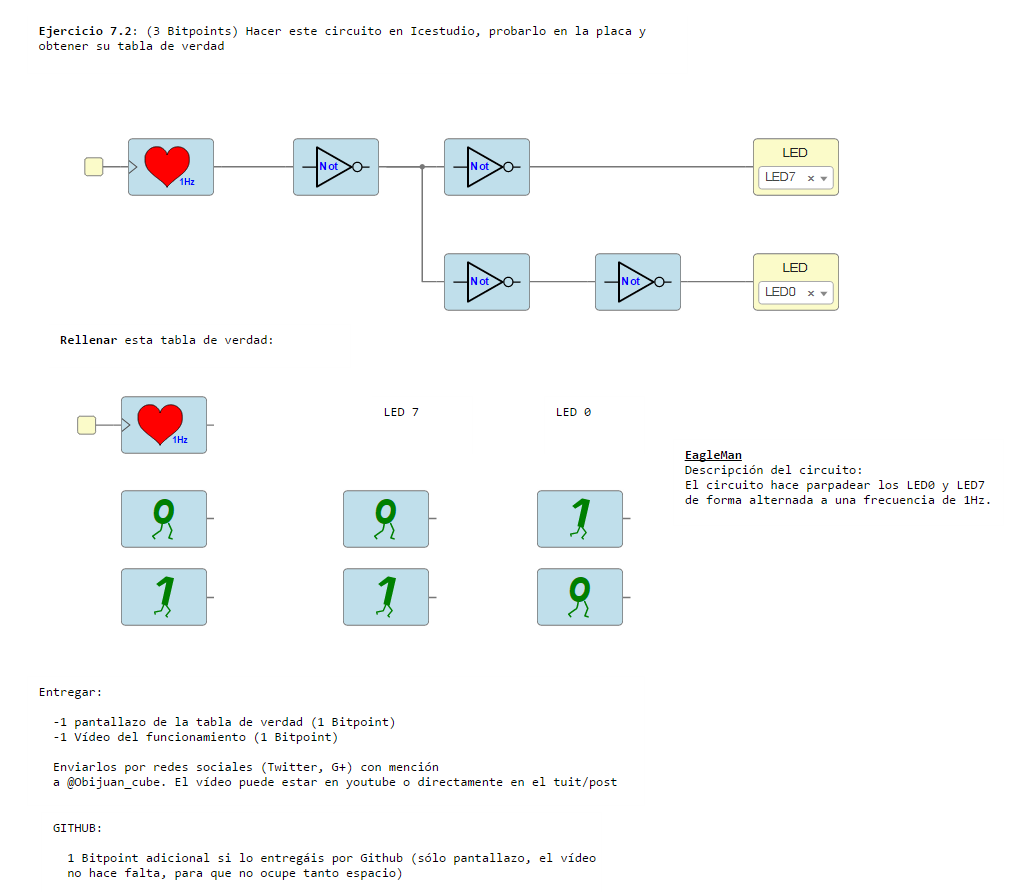 Ejercicio 7.2: (3 Bitpoints) Hacer este circuito en Icestudio, probarlo en la placa y
obtener su tabla de verdad
1Hz
Not
Not
LED
LED7 × ▾
Not
Not
LED
LED0 × ▾
Rellenar esta tabla de verdad:
1Hz
LED 7
LED 0
EagleMan
Descripción del circuito:
El circuito hace parpadear los LED0 y LED7
de forma alternada a una frecuencia de 1Hz.
0
0
1
1
1
0
Entregar:
-1 pantallazo de la tabla de verdad (1 Bitpoint)
-1 Vídeo del funcionamiento (1 Bitpoint)
Enviarlos por redes sociales (Twitter, G+) con mención
a @Obijuan_cube. El vídeo puede estar en youtube o directamente en el tuit/post
GITHUB:
1 Bitpoint adicional si lo entregáis por Github (sólo pantallazo, el vídeo
no hace falta, para que no ocupe tanto espacio)